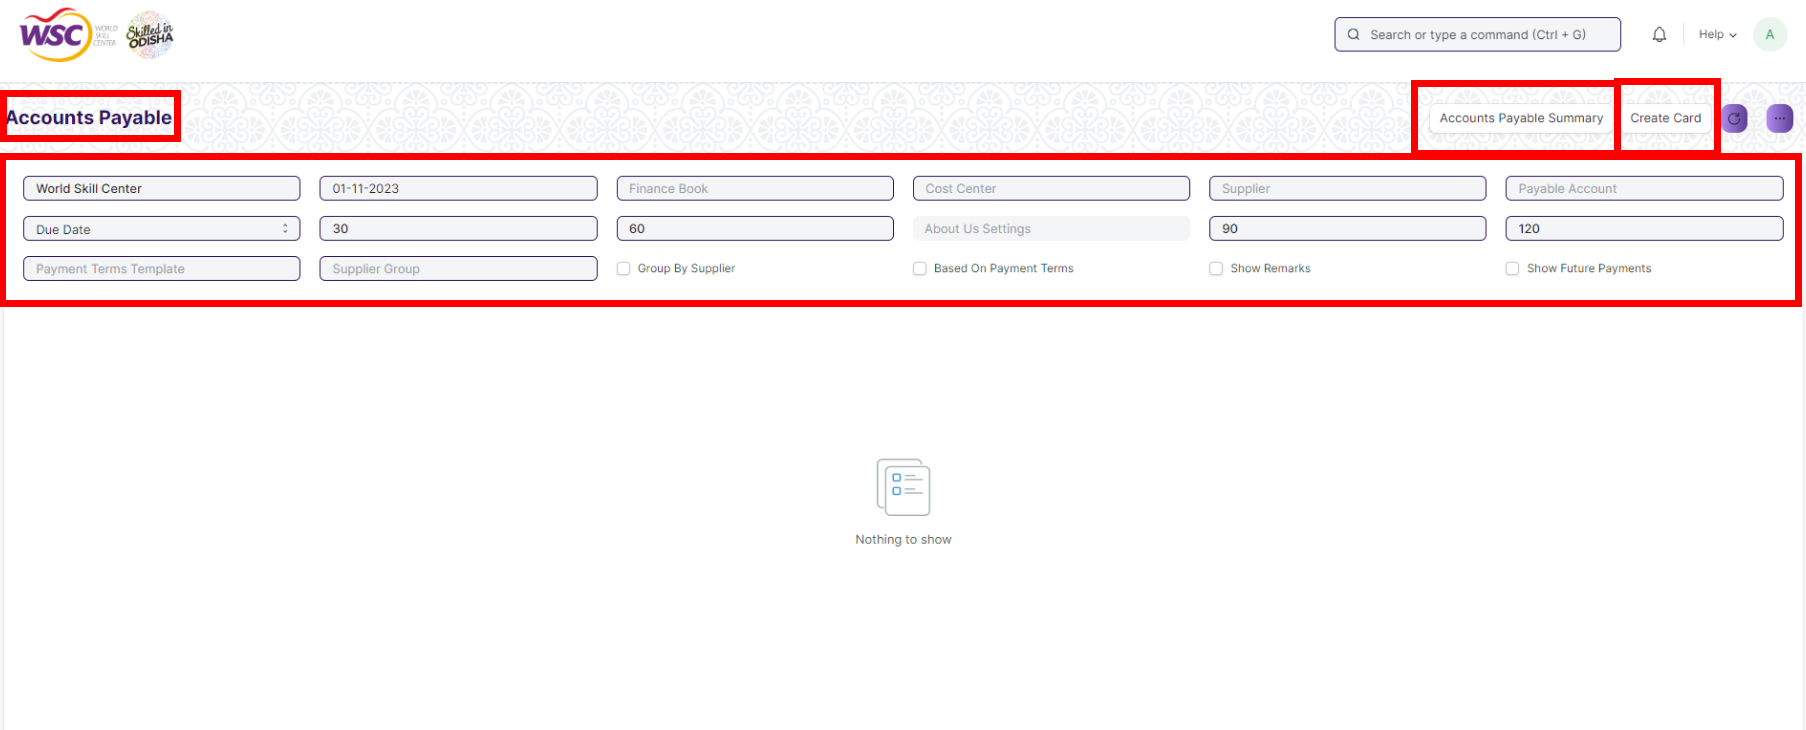 WSC WORLD SKILL CENTER Skilled in ODISHA
Search or type a command (Ctrl + G)
Help
A
Accounts Payable
Accounts Payable Summary
Create Card
World Skill Center 01-11-2023 Finance Book Cost Center Supplier Payable Account
Due Date 30 60 About Us Settings 90 120
Payment Terms Template Supplier Group Group By Supplier Based On Payment Terms Show Remarks Show Future Payments
Nothing to show